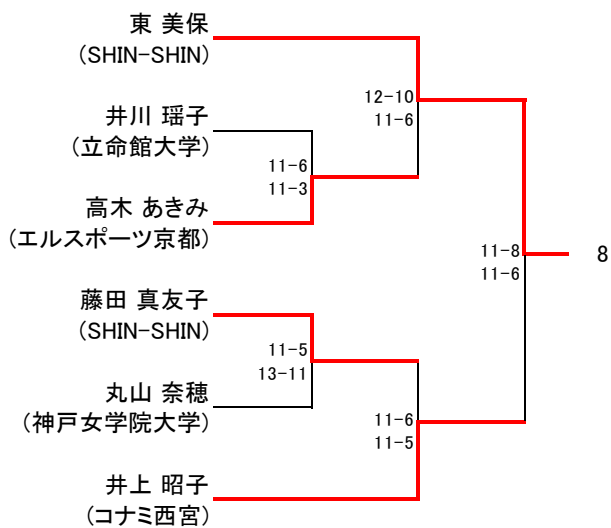 東 美保
(SHIN-SHIN)
12-10
11-6
井川 瑶子
(立命館大学)
11-6
11-3
高木 あきみ
(エルスポーツ京都)
11-8
11-6
8
藤田 真友子
(SHIN-SHIN)
11-5
13-11
丸山 奈穂
(神戸女学院大学)
11-6
11-5
井上 昭子
(コナミ西宮)